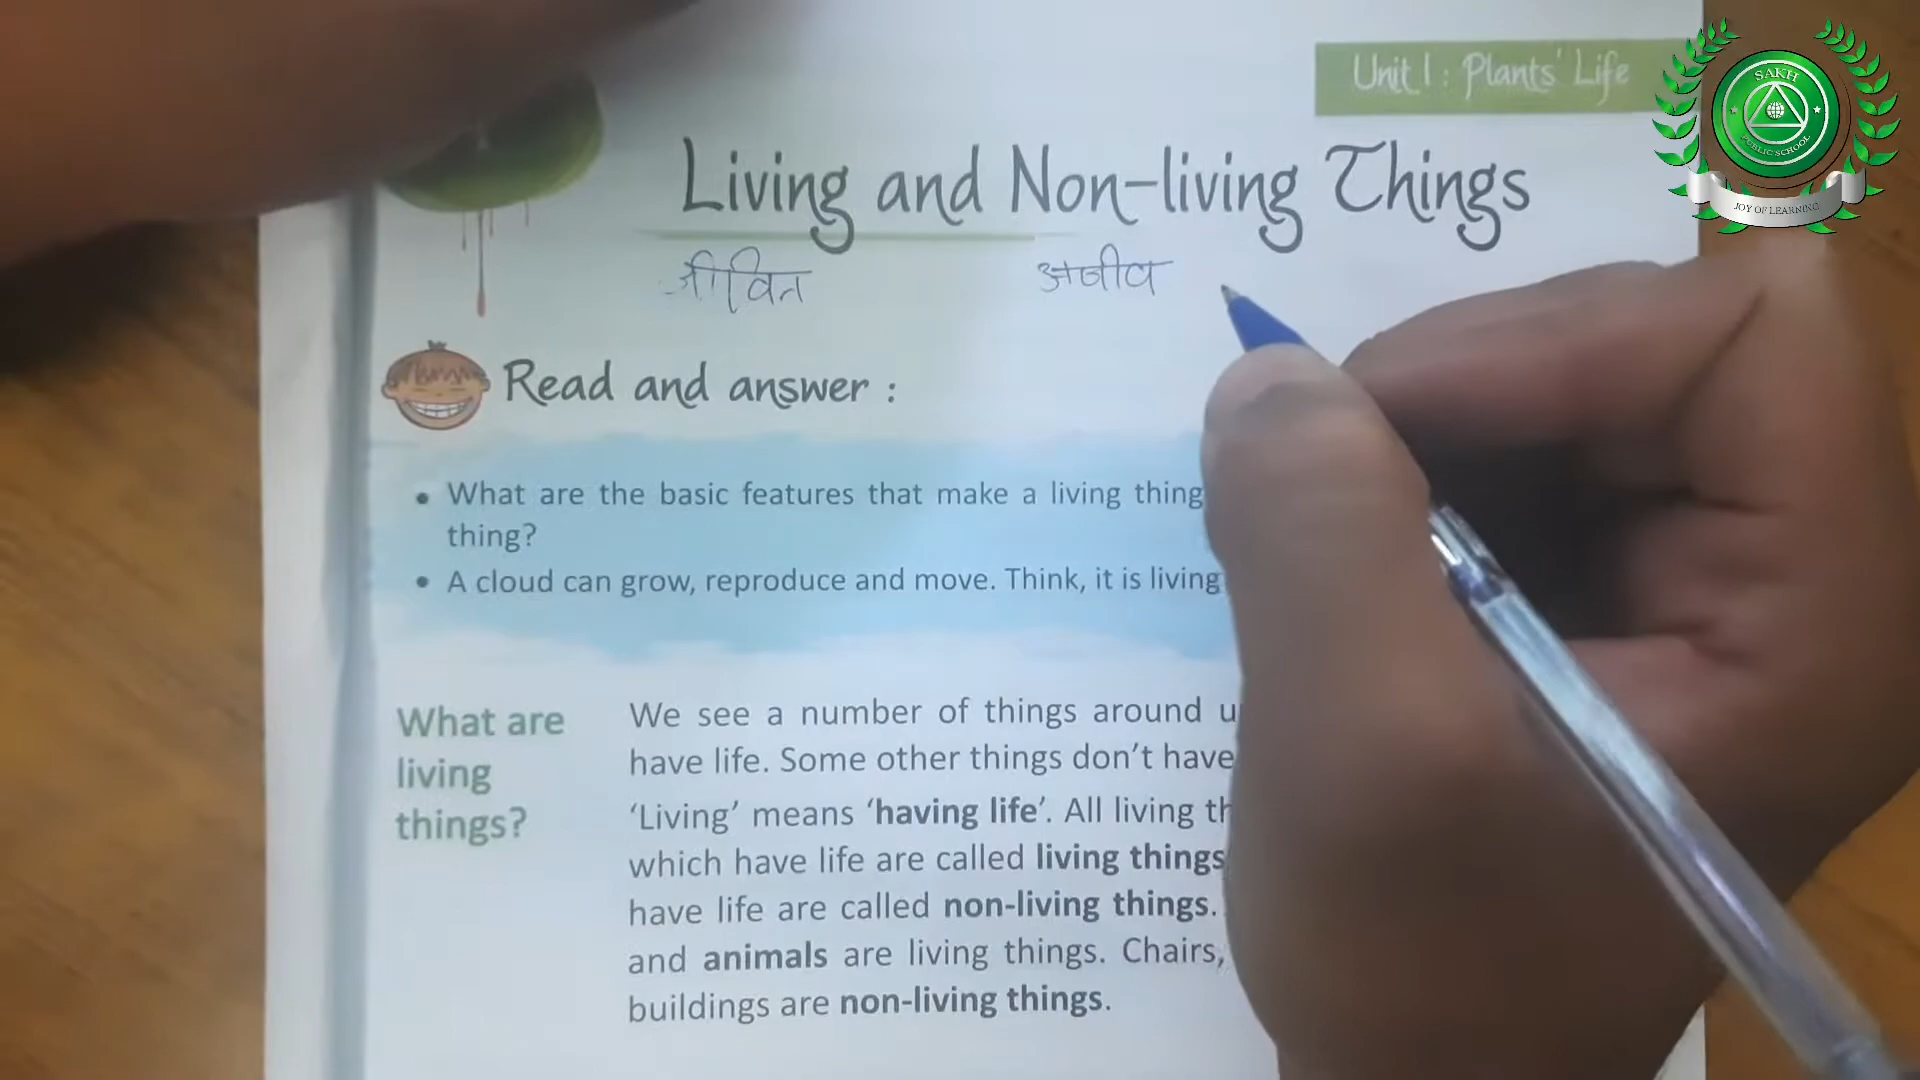 Unit 1 : Plants' Life
SAKH
PUBLIC SCHOOL
JOY OF LEARNING
Living and Non-living Things
जीवित अजीव
Read and answer :
• What are the basic features that make a living thing
thing?
• A cloud can grow, reproduce and move. Think, it is living
What are
living
things?
We see a number of things around
have life. Some other things don't have
'Living' means 'having life'. All living
which have life are called living things
have life are called non-living things.
and animals are living things. Chairs,
buildings are non-living things.